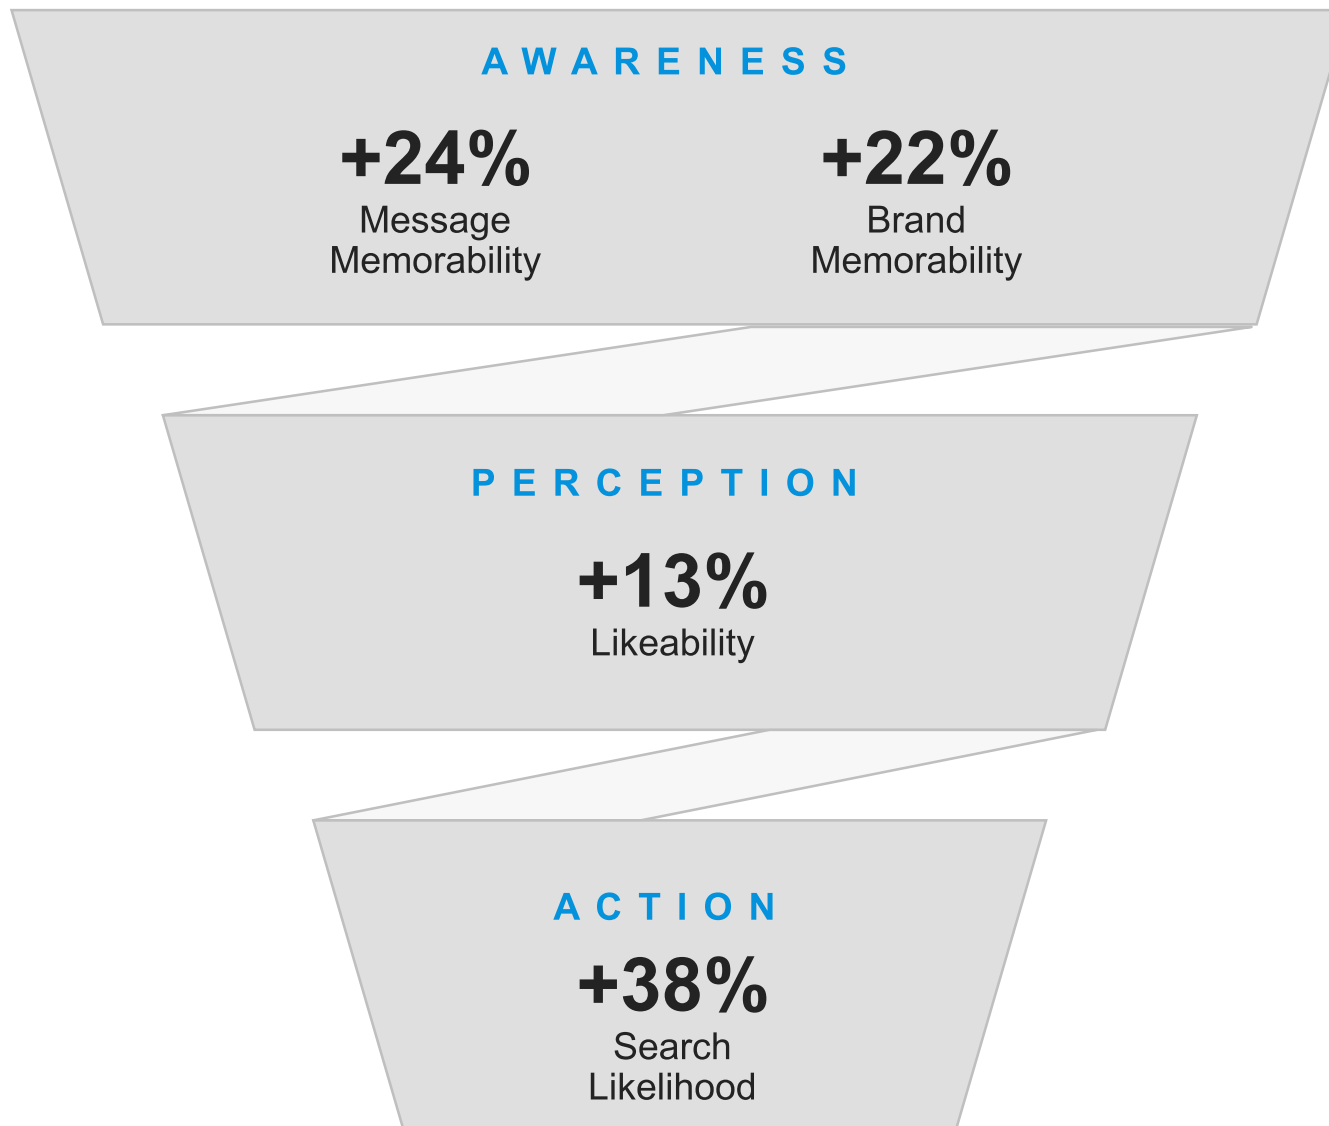 AWARENESS
+24% +22%
Message Brand
Memorability Memorability
PERCEPTION
+13%
Likeability
ACTION
+38%
Search
Likelihood